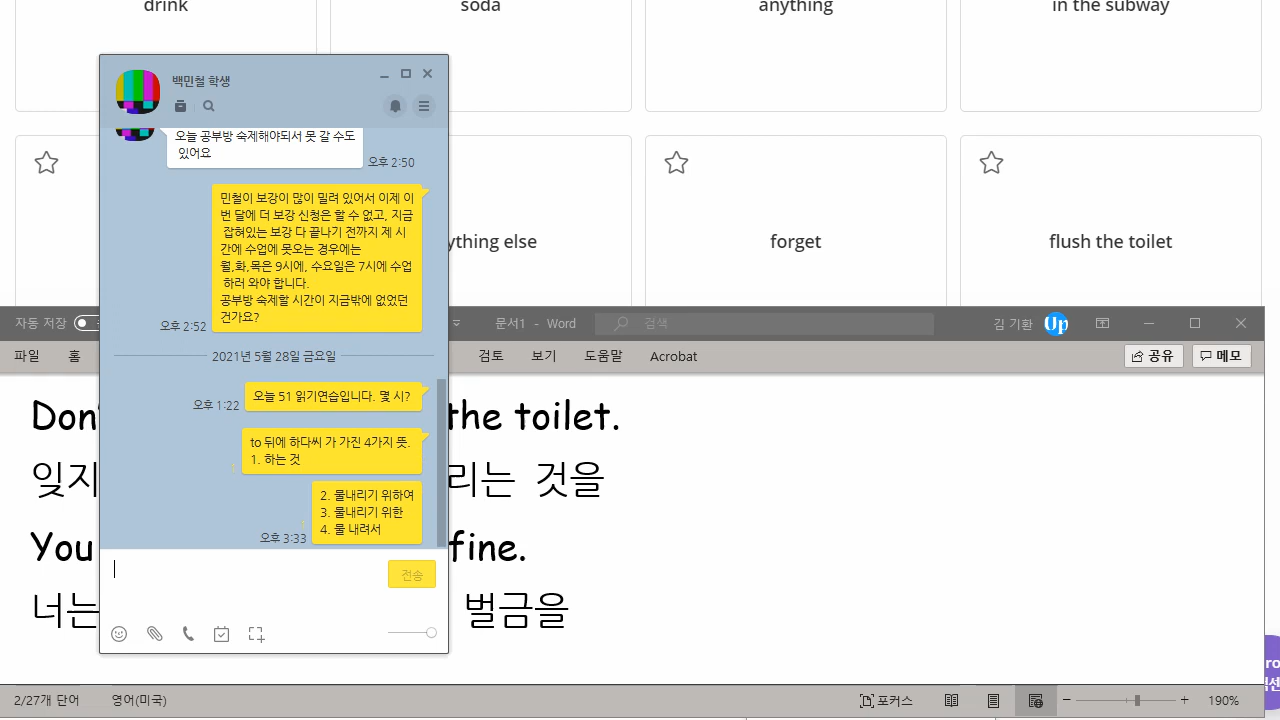 drink
soda
anything
in the subway
ything else
forget
flush the toilet
백민철 학생
오늘 공부방 숙제해야되서 못 갈 수도
있어요
오후 2:50
민철이 보강이 많이 밀려 있어서 이제 이
번 달에 더 보강 신청은 할 수 없고, 지금
잡혀있는 보강 다 끝나기 전까지 제 시
간에 수업에 못오는 경우에는
월,화,목은 9시에, 수요일은 7시에 수업
하러 와야 합니다.
공부방 숙제할 시간이 지금밖에 없었던
건가요?
오후 2:52
2021년 5월 28일 금요일
오늘 51 읽기연습입니다. 몇 시?
오후 1:22
to 뒤에 하다씨 가 가진 4가지 뜻.
1. 하는 것
2. 물내리기 위하여
3. 물내리기 위한
4. 물 내려서
오후 3:33
전송
자동 저장
문서1 - Word
검색
김 기환
Up
파일
홈
검토
보기
도움말
Acrobat
공유
메모
Don't
the toilet.
잊지
리는 것을
You
fine.
너는
벌금을
2/27개 단어
영어(미국)
포커스
190%